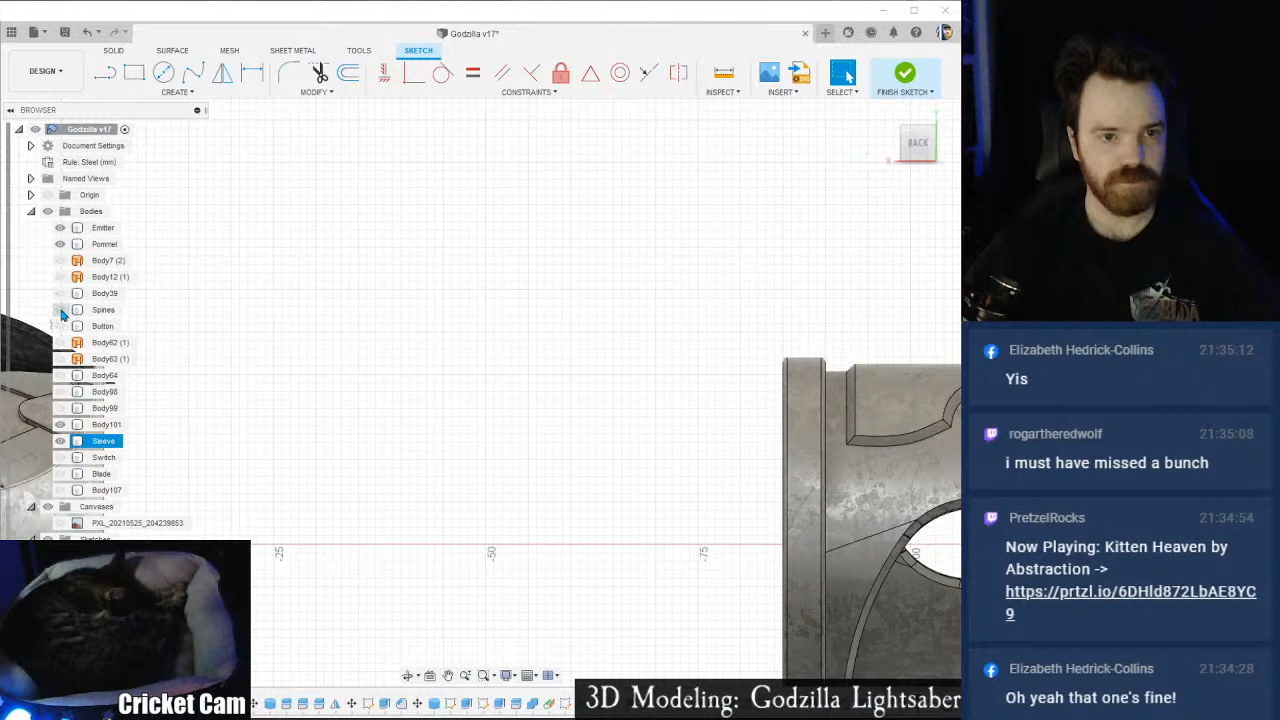 Godzilla v17*
SOLID SURFACE MESH SHEET METAL TOOLS SKETCH
DESIGN
CREATE MODIFY CONSTRAINTS INSPECT INSERT SELECT FINISH SKETCH
BROWSER
Godzilla v17
Document Settings
Rule: Steel (mm)
Named Views
Origin
Bodies
Emitter
Pommel
Body7 (2)
Body12 (1)
Body39
Spines
Button
Body62 (1)
Body63 (1)
Body64
Body98
Body99
Body101
Sleeve
Switch
Blade
Body107
Canvases
PXL_20210525_204239853
BACK
Y
X
-25
-50
-75
Cricket Cam
3D Modeling: Godzilla Lightsaber
Elizabeth Hedrick-Collins 21:35:12
Yis
rogartheredwolf 21:35:08
i must have missed a bunch
PretzelRocks 21:34:54
Now Playing: Kitten Heaven by
Abstraction ->
https://prtzl.io/6DHld872LbAE8YC
9
Elizabeth Hedrick-Collins 21:34:28
Oh yeah that one's fine!